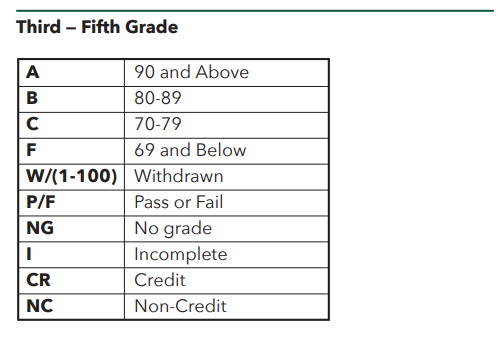 Third – Fifth Grade
A 90 and Above
B 80-89
C 70-79
F 69 and Below
W/(1-100) Withdrawn
P/F Pass or Fail
NG No grade
I Incomplete
CR Credit
NC Non-Credit